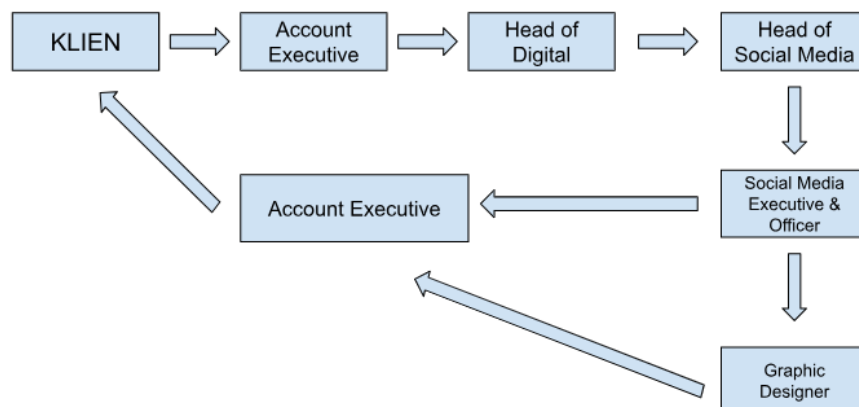 KLIEN
Account
Executive
Head of
Digital
Head of
Social Media
Account Executive
Social Media
Executive &
Officer
Graphic
Designer